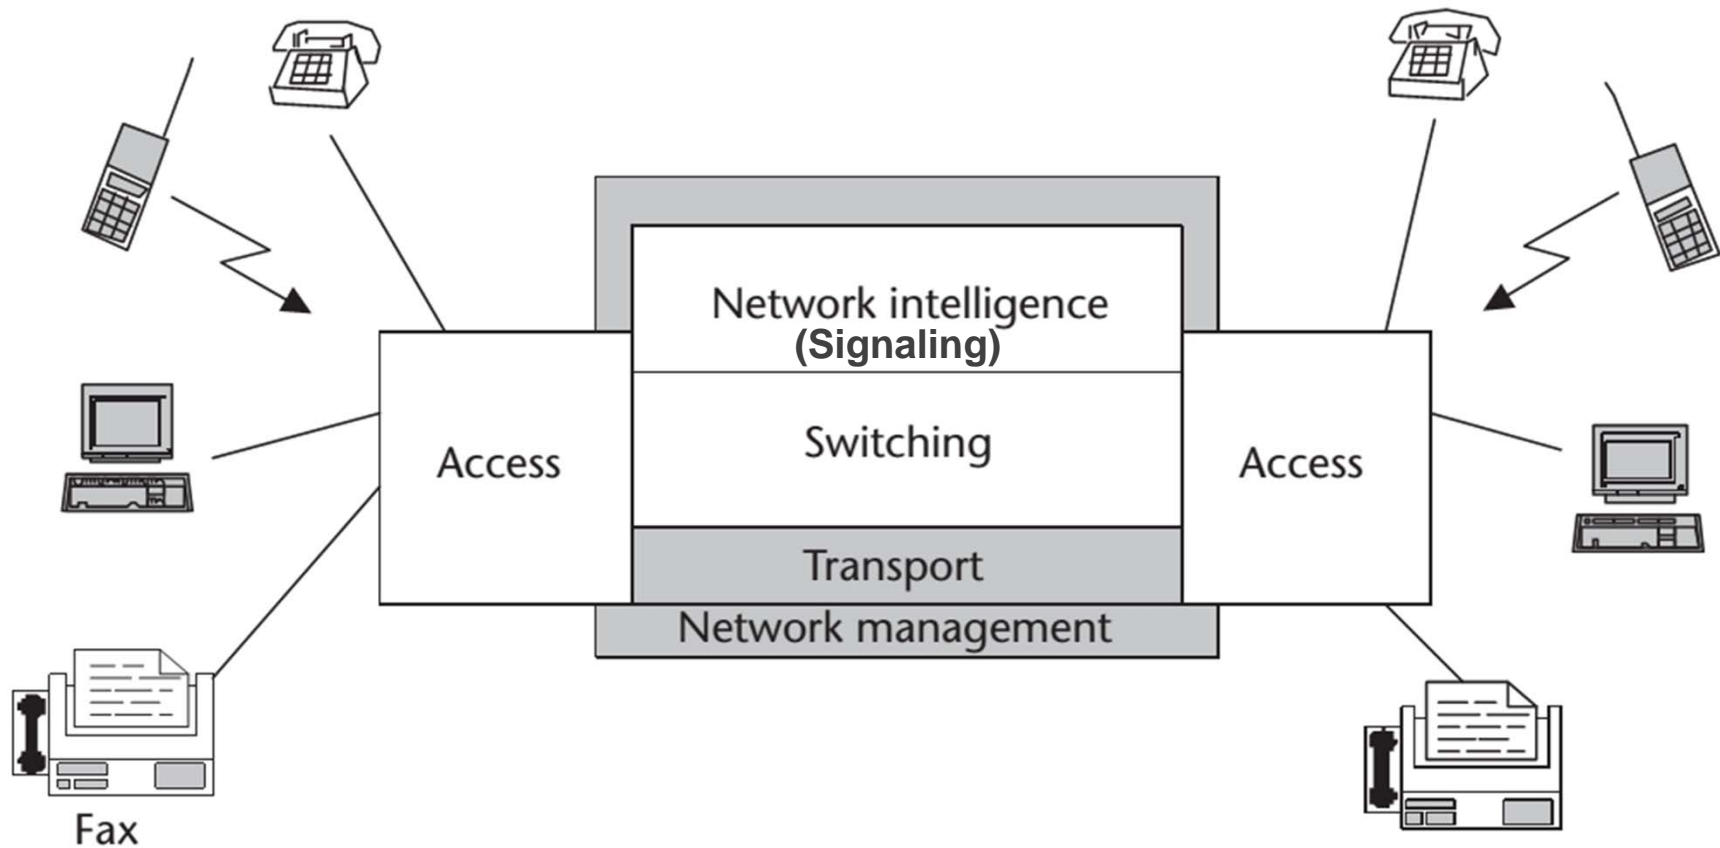 Network intelligence
(Signaling)
Switching
Access
Access
Transport
Network management
Fax